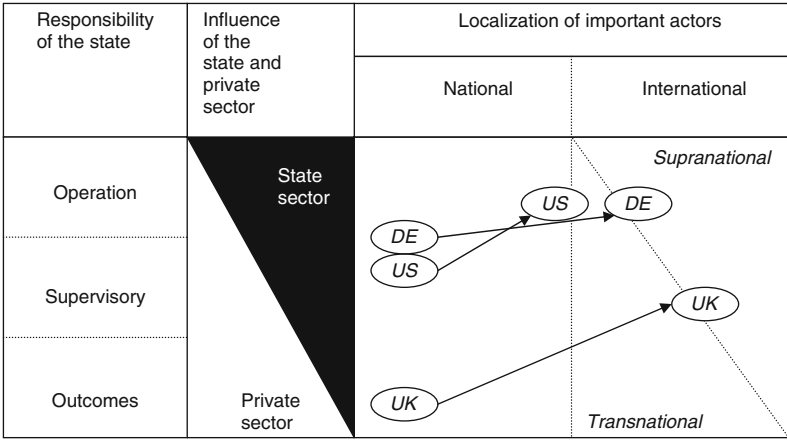 Responsibility
of the state
Influence
of the
state and
private
sector
Localization of important actors
National
International
Operation
Supervisory
Outcomes
State
sector
Private
sector
Supranational
US
DE
DE
US
UK
UK
Transnational